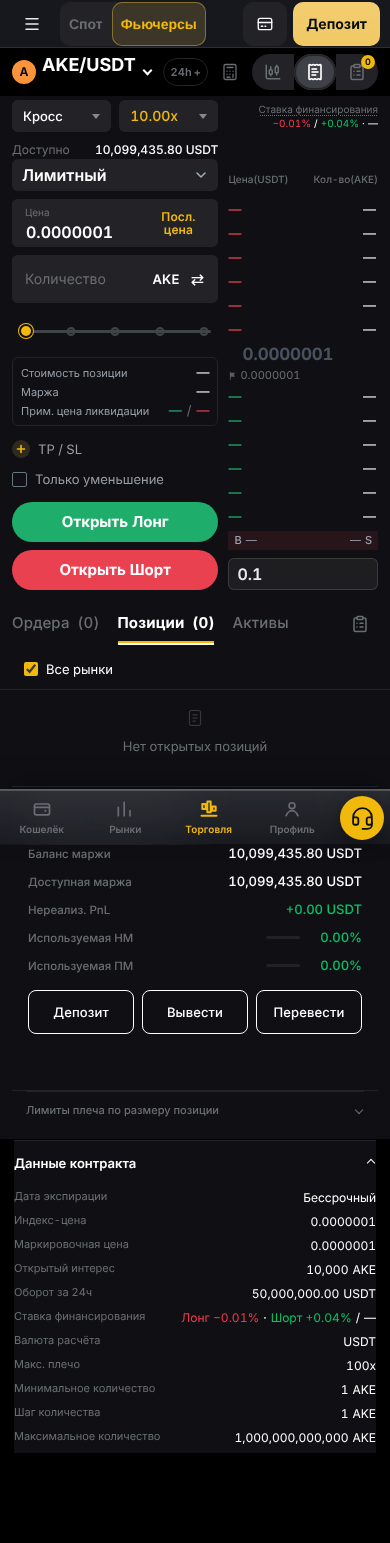 Спот
Фьючерсы
Депозит
A
AKE/USDT
24h +
0
Кросс
10.00x
Ставка финансирования
−0.01% / +0.04% · —
Доступно
10,099,435.80 USDT
Лимитный
Цена(USDT)
Кол-во(AKE)
Цена
0.0000001
Посл. цена
Количество
AKE
0.0000001
0.0000001
Стоимость позиции —
Маржа —
Прим. цена ликвидации — / —
TP / SL
Только уменьшение
Открыть Лонг
Открыть Шорт
B —
— S
0.1
Ордера (0)
Позиции (0)
Активы
Все рынки
Нет открытых позиций
Кошелёк
Рынки
Торговля
Профиль
Баланс маржи 10,099,435.80 USDT
Доступная маржа 10,099,435.80 USDT
Нереализ. PnL +0.00 USDT
Используемая НМ 0.00%
Используемая ПМ 0.00%
Депозит
Вывести
Перевести
Лимиты плеча по размеру позиции
Данные контракта
Дата экспирации Бессрочный
Индекс-цена 0.0000001
Маркировочная цена 0.0000001
Открытый интерес 10,000 AKE
Оборот за 24ч 50,000,000.00 USDT
Ставка финансирования Лонг −0.01% · Шорт +0.04% / —
Валюта расчёта USDT
Макс. плечо 100x
Минимальное количество 1 AKE
Шаг количества 1 AKE
Максимальное количество 1,000,000,000,000 AKE